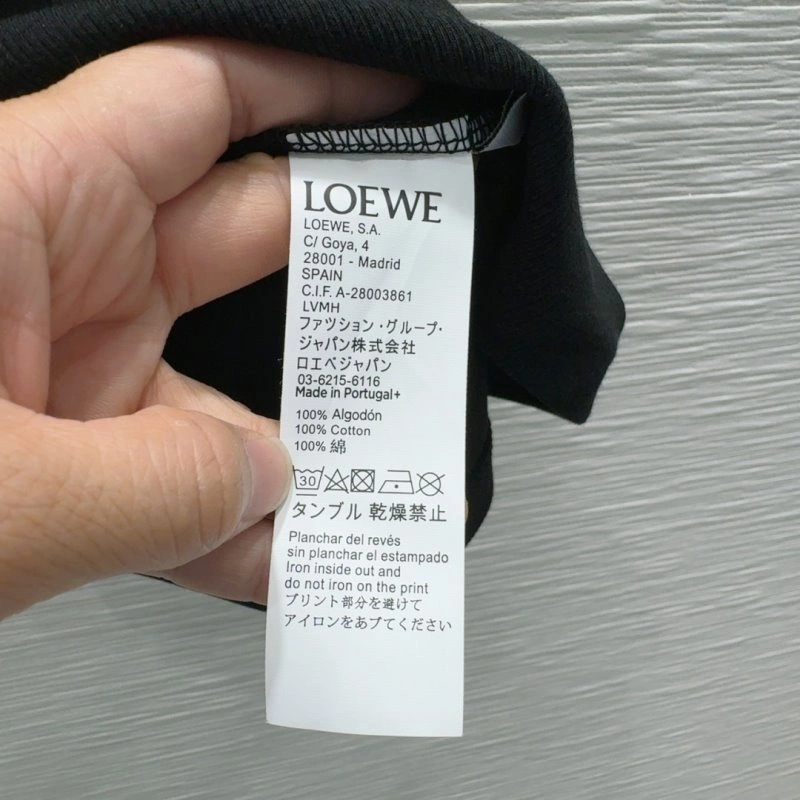 LOEWE
LOEWE, S.A.
C/ Goya, 4
28001 - Madrid
SPAIN
C.I.F. A-28003861
LVMH
ファツション・グループ・
ジャパン株式会社
ロエベジャパン
03-6215-6116
Made in Portugal+
100% Algodón
100% Cotton
100% 綿
30
タンブル 乾燥禁止
Planchar del revés
sin planchar el estampado
Iron inside out and
do not iron on the print
プリント部分を避けて
アイロンをあブてください